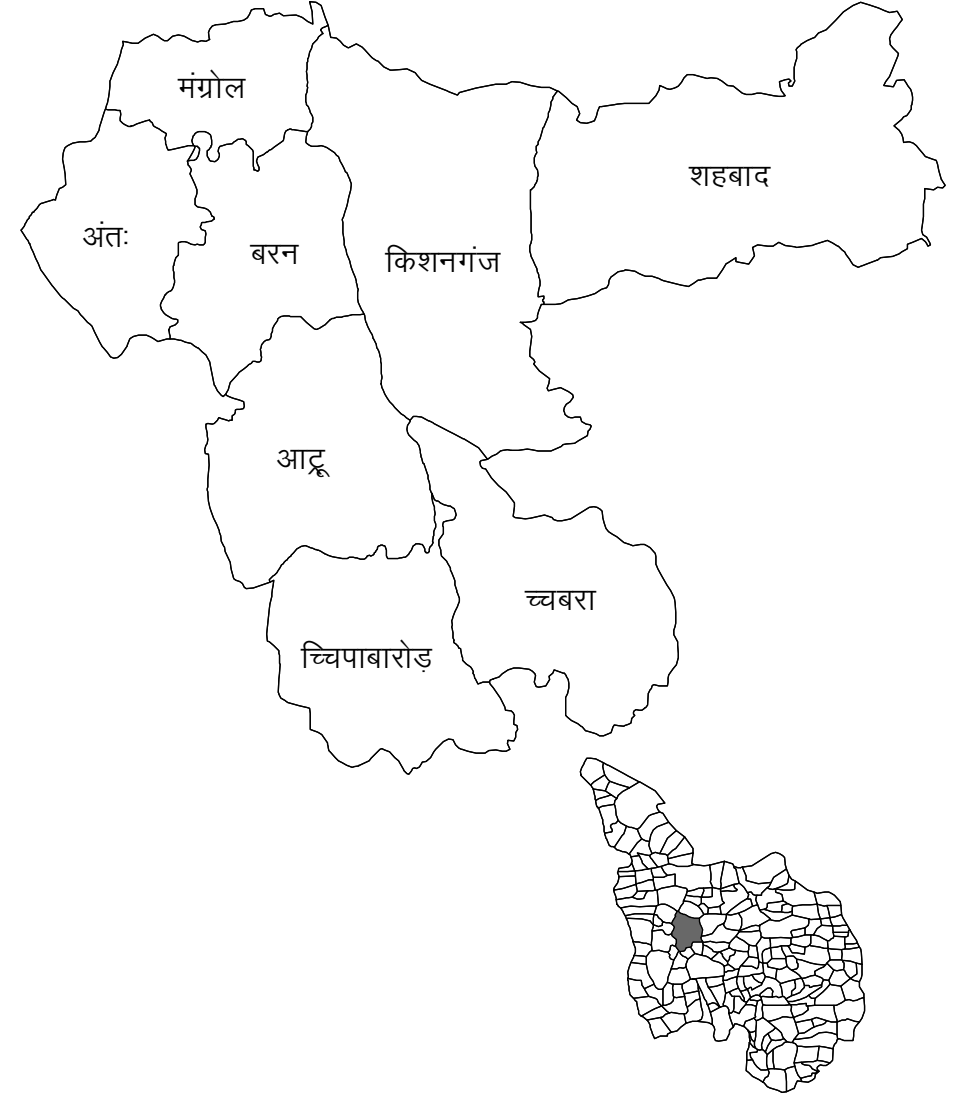 मंग्रोल
शहबाद
अंतः
बरन
किशनगंज
आट्रू
च्चबरा
च्चिपाबारोड़